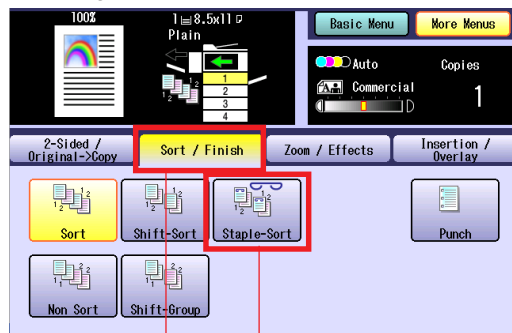 100%
1 8.5x11
Plain
1
2
3
4
Basic Menu
More Menus
Auto
Copies
Commercial
1
2-Sided /
Original->Copy
Sort / Finish
Zoom / Effects
Insertion /
Overlay
Sort
Shift-Sort
Staple-Sort
Punch
Non Sort
Shift-Group